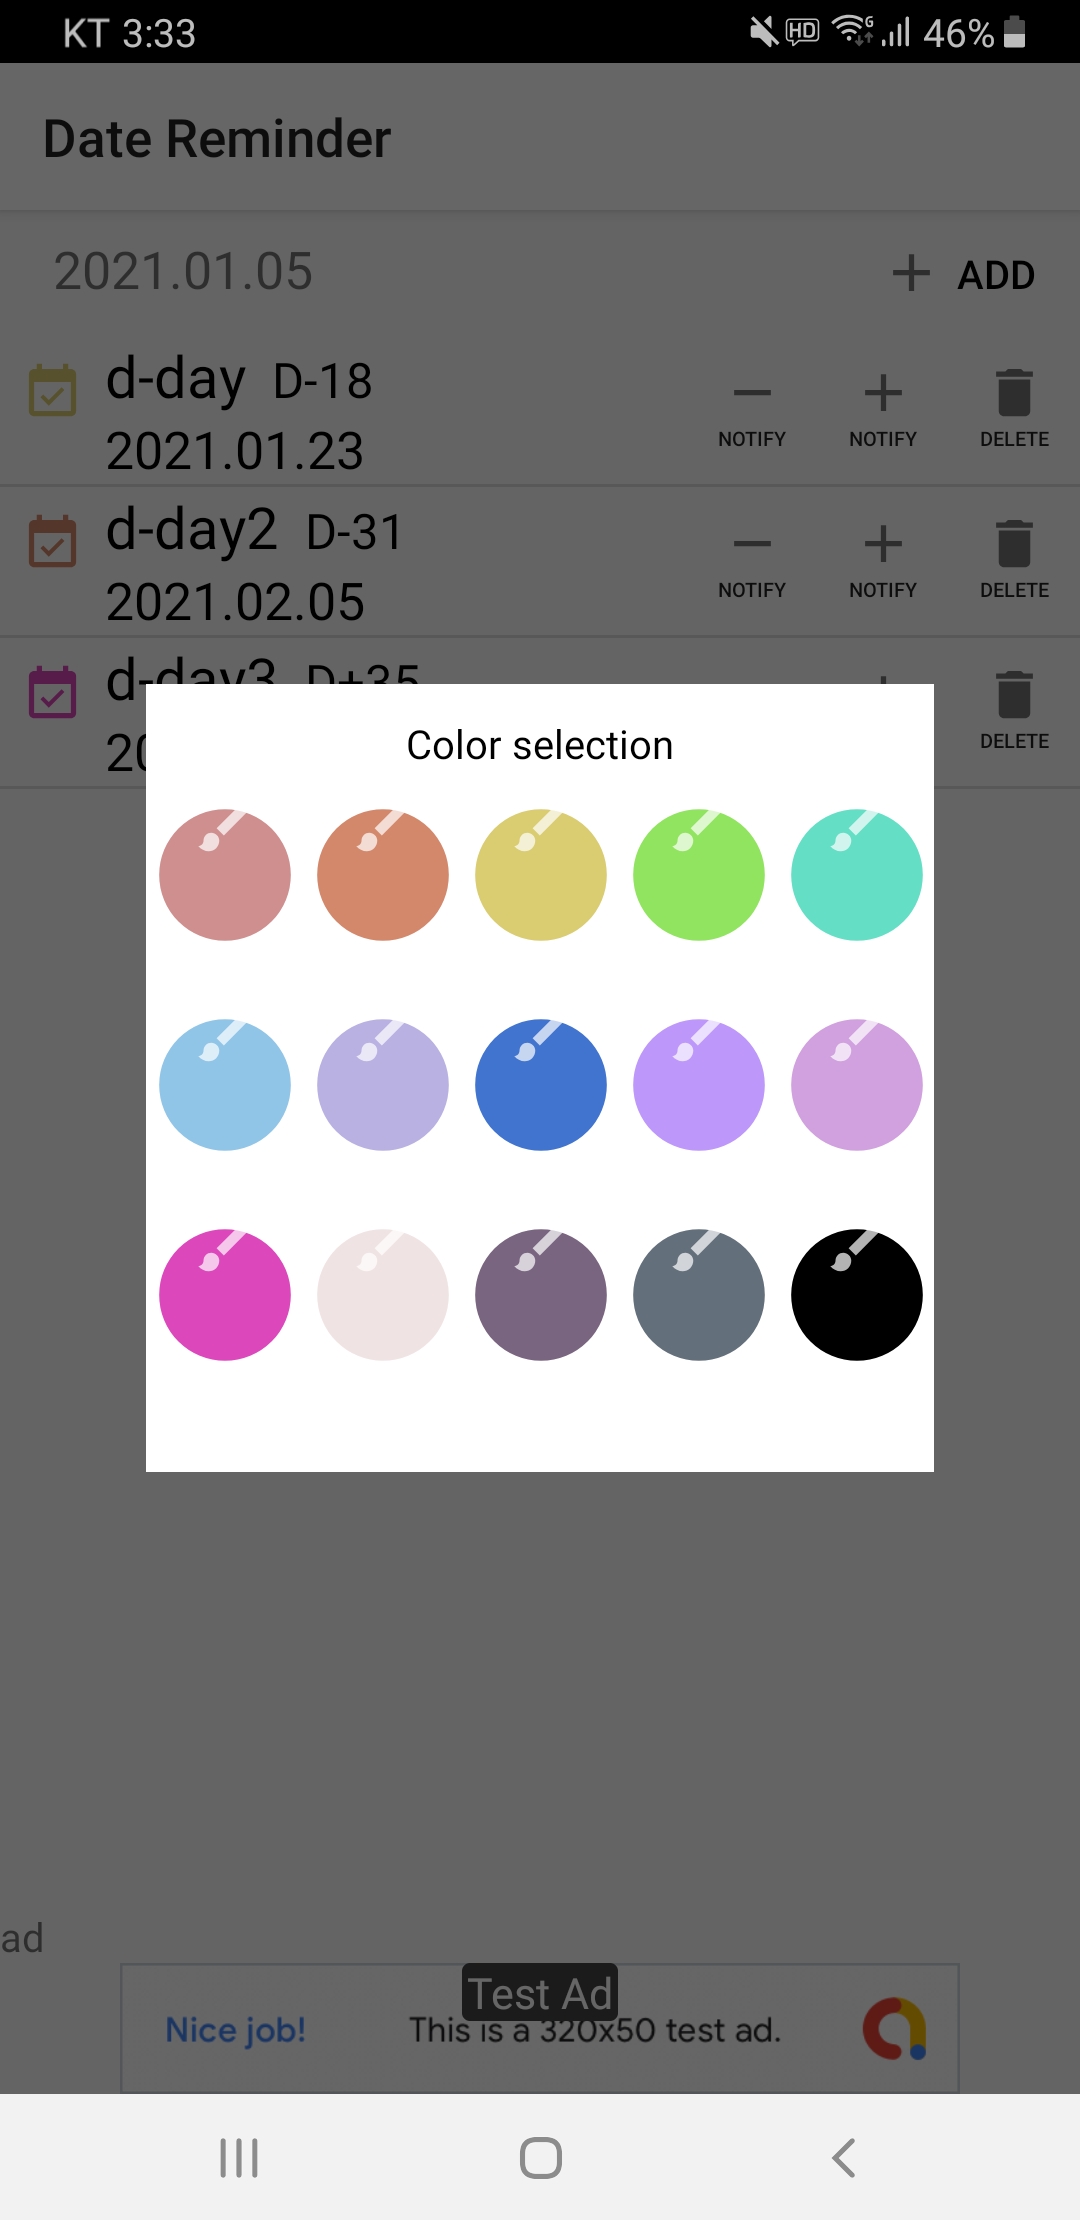 KT 3:33 HD G 46%
Date Reminder
2021.01.05 ADD
d-day D-18
2021.01.23
NOTIFY NOTIFY DELETE
d-day2 D-31
2021.02.05
NOTIFY NOTIFY DELETE
d-day3 D+35
20
DELETE
Color selection
ad
Test Ad
Nice job! This is a 320x50 test ad.